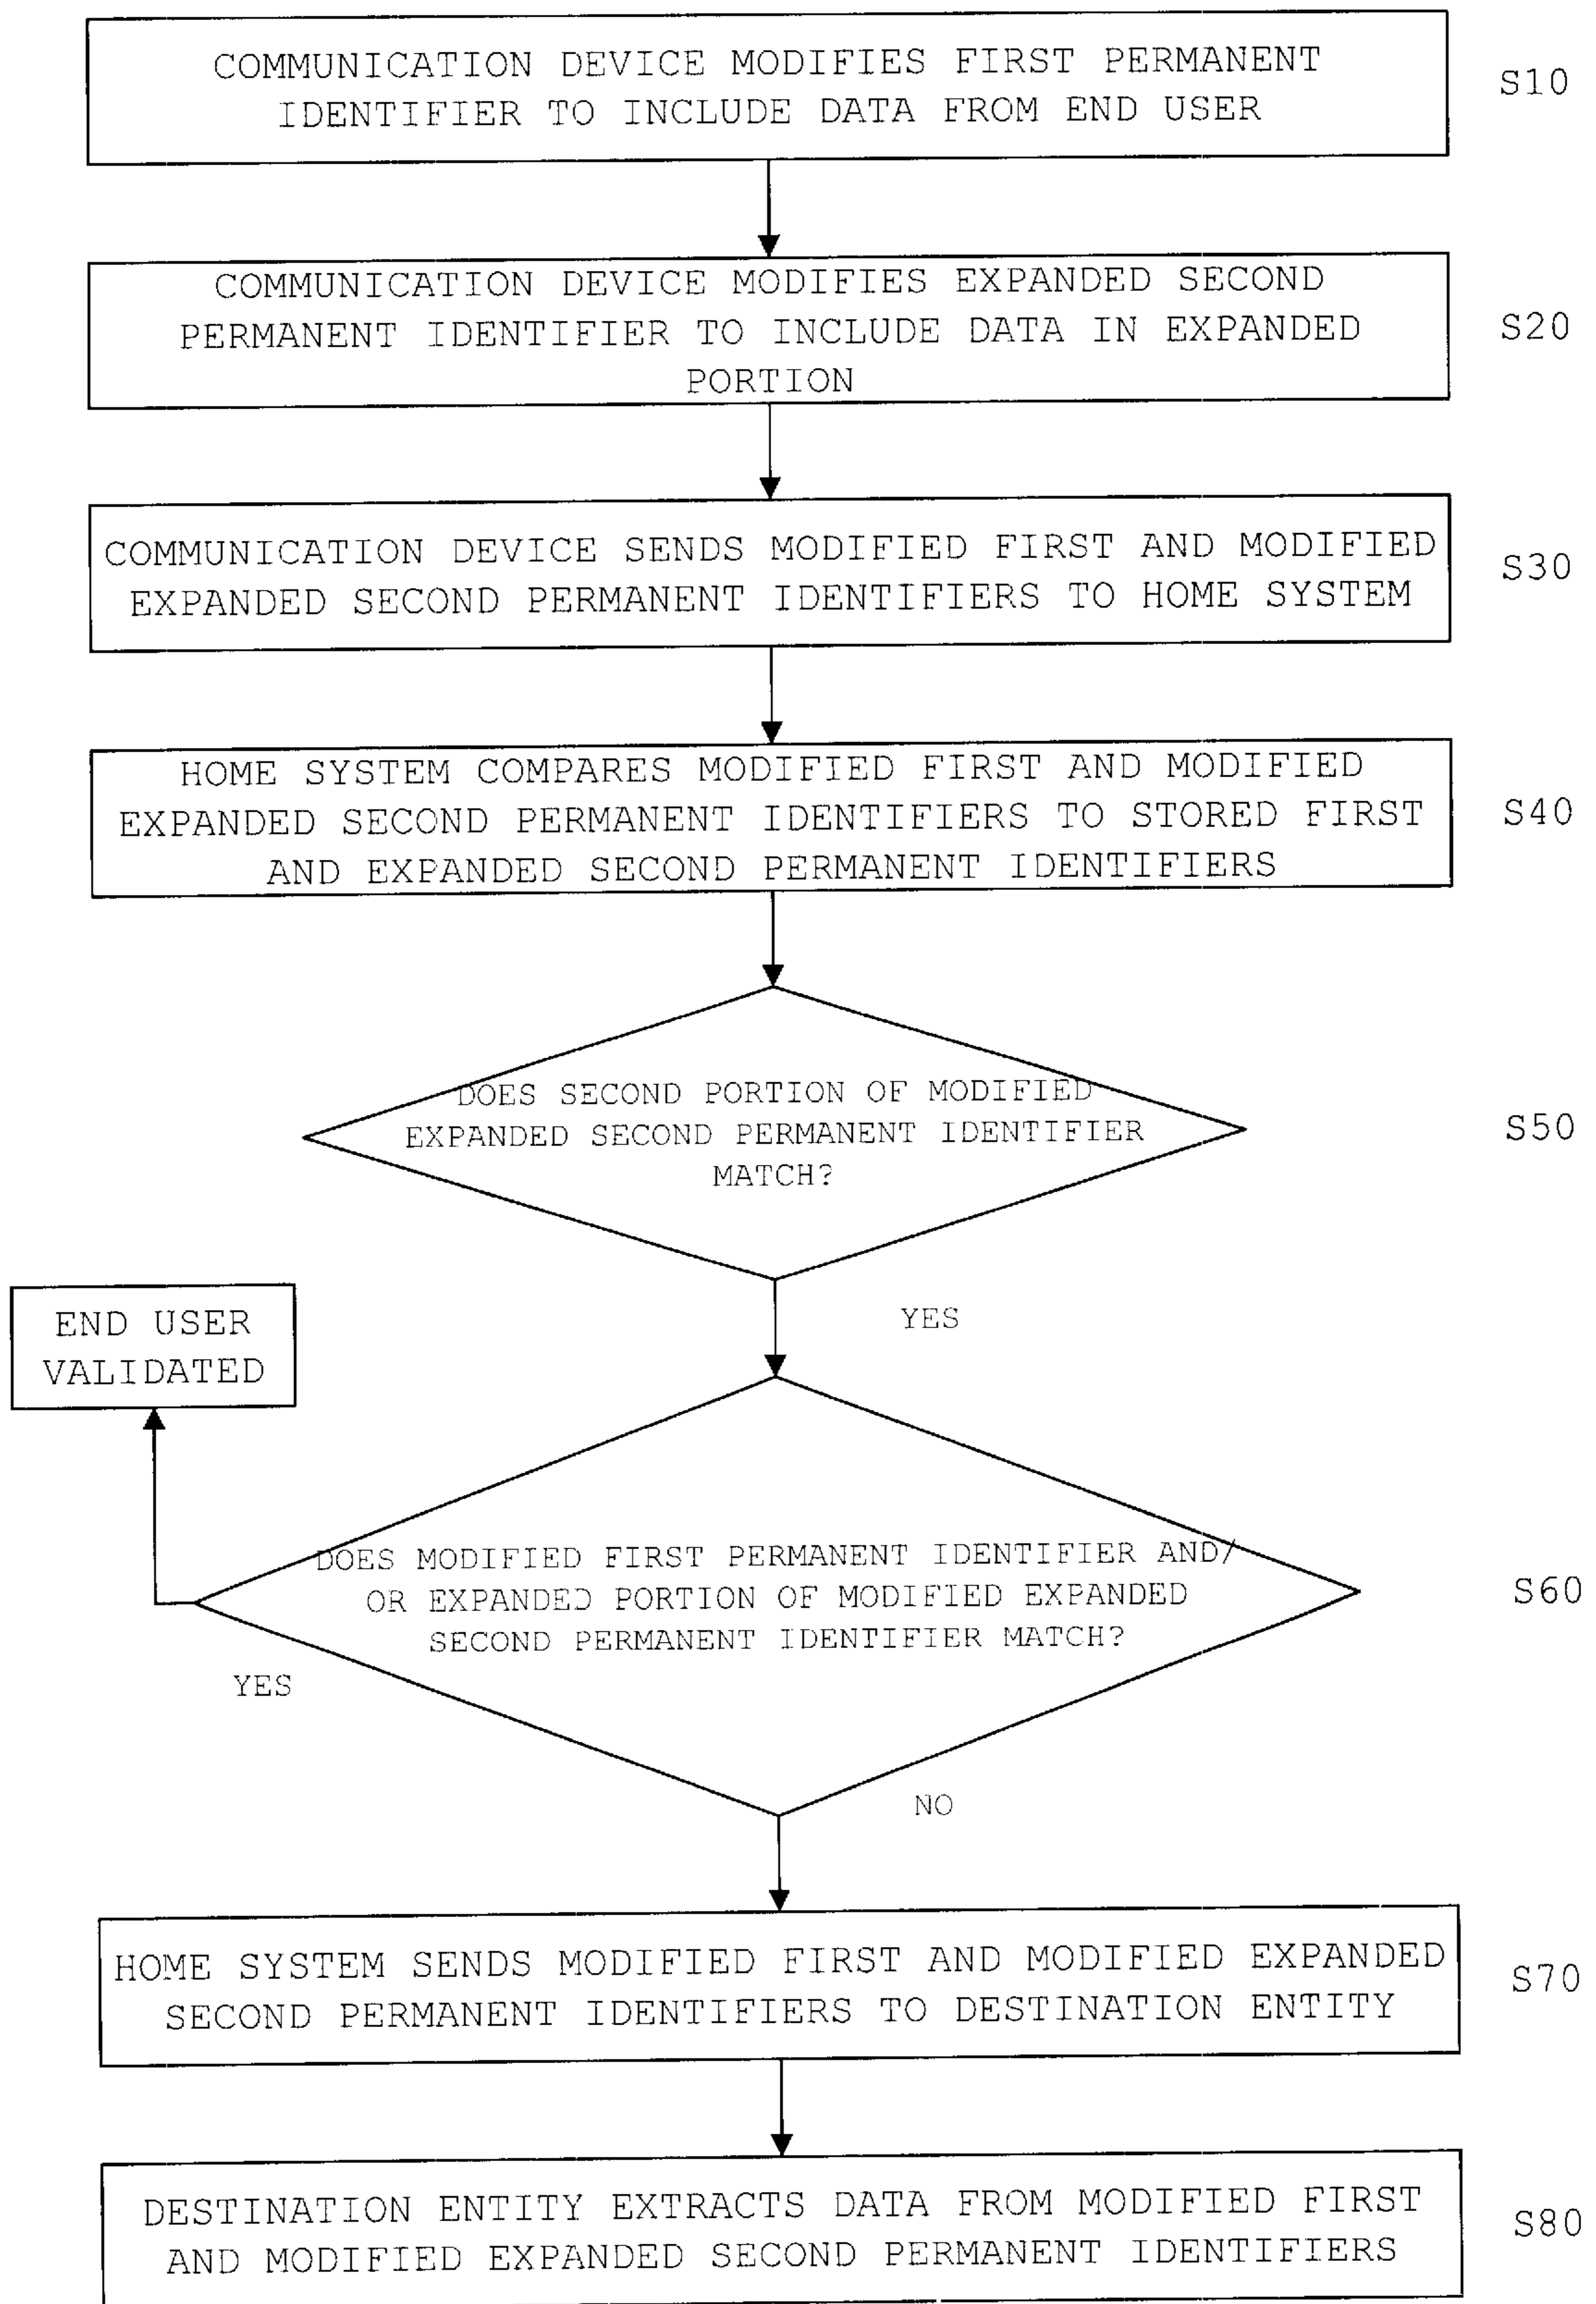 COMMUNICATION DEVICE MODIFIES FIRST PERMANENT
IDENTIFIER TO INCLUDE DATA FROM END USER
S10
COMMUNICATION DEVICE MODIFIES EXPANDED SECOND
PERMANENT IDENTIFIER TO INCLUDE DATA IN EXPANDED
PORTION
S20
COMMUNICATION DEVICE SENDS MODIFIED FIRST AND MODIFIED
EXPANDED SECOND PERMANENT IDENTIFIERS TO HOME SYSTEM
S30
HOME SYSTEM COMPARES MODIFIED FIRST AND MODIFIED
EXPANDED SECOND PERMANENT IDENTIFIERS TO STORED FIRST
AND EXPANDED SECOND PERMANENT IDENTIFIERS
S40
DOES SECOND PORTION OF MODIFIED
EXPANDED SECOND PERMANENT IDENTIFIER
MATCH?
S50
YES
END USER
VALIDATED
DOES MODIFIED FIRST PERMANENT IDENTIFIER AND/
OR EXPANDED PORTION OF MODIFIED EXPANDED
SECOND PERMANENT IDENTIFIER MATCH?
S60
YES
NO
HOME SYSTEM SENDS MODIFIED FIRST AND MODIFIED EXPANDED
SECOND PERMANENT IDENTIFIERS TO DESTINATION ENTITY
S70
DESTINATION ENTITY EXTRACTS DATA FROM MODIFIED FIRST
AND MODIFIED EXPANDED SECOND PERMANENT IDENTIFIERS
S80